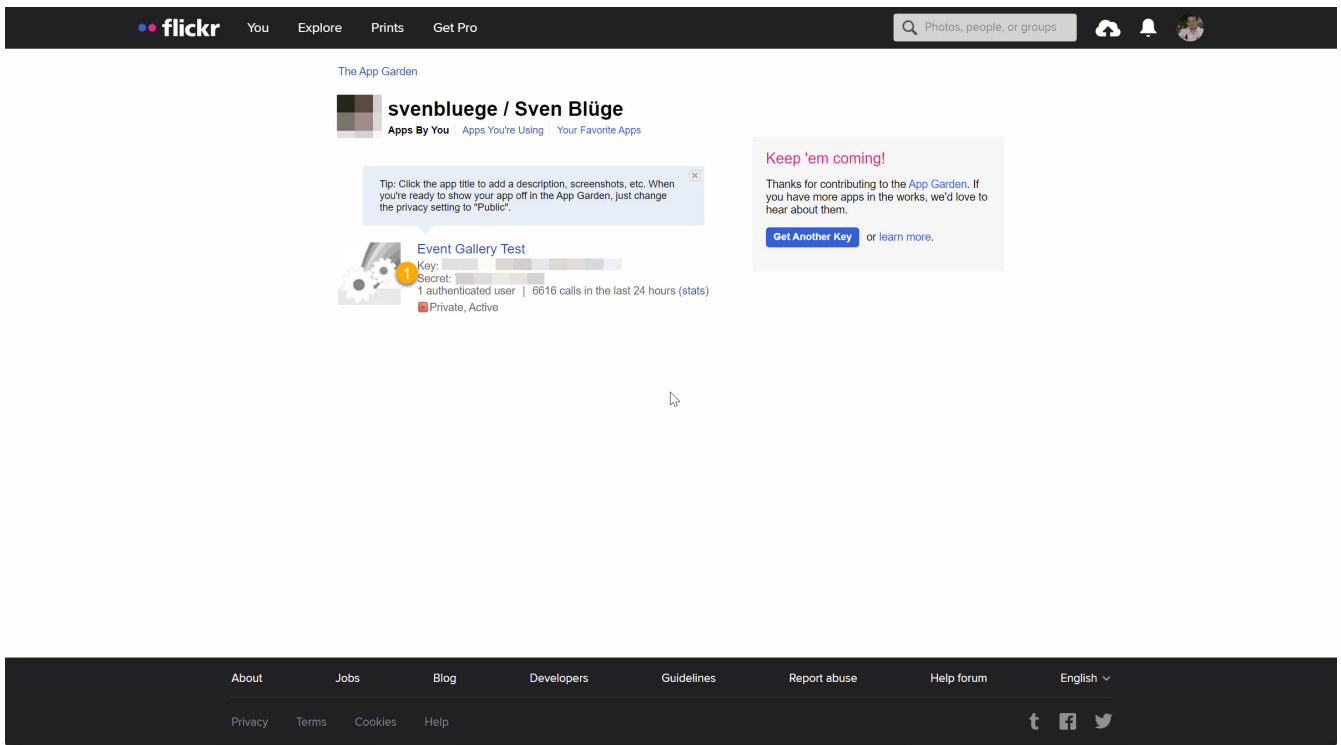 flickr You Explore Prints Get Pro Photos, people, or groups
The App Garden
svenbluege / Sven Blüge
Apps By You Apps You're Using Your Favorite Apps
Tip: Click the app title to add a description, screenshots, etc. When
you're ready to show your app off in the App Garden, just change
the privacy setting to "Public".
Event Gallery Test
Key:
1
Secret:
1 authenticated user | 6616 calls in the last 24 hours (stats)
Private, Active
Keep 'em coming!
Thanks for contributing to the App Garden. If
you have more apps in the works, we'd love to
hear about them.
Get Another Key or learn more.
About Jobs Blog Developers Guidelines Report abuse Help forum English
Privacy Terms Cookies Help